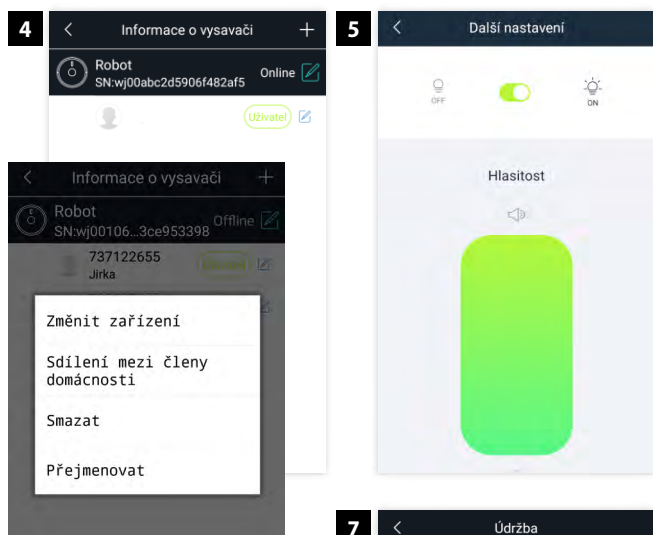 4
Informace o vysavači
Robot
SN:wj00abc2d5906f482af5
Online
Uživatel
Informace o vysavači
Robot
SN:wj00106...3ce953398
Offline
737122655
Jirka
Změnit zařízení
Sdílení mezi členy
domácnosti
Smazat
Přejmenovat
5
Další nastavení
OFF
ON
Hlasitost
7
Údržba